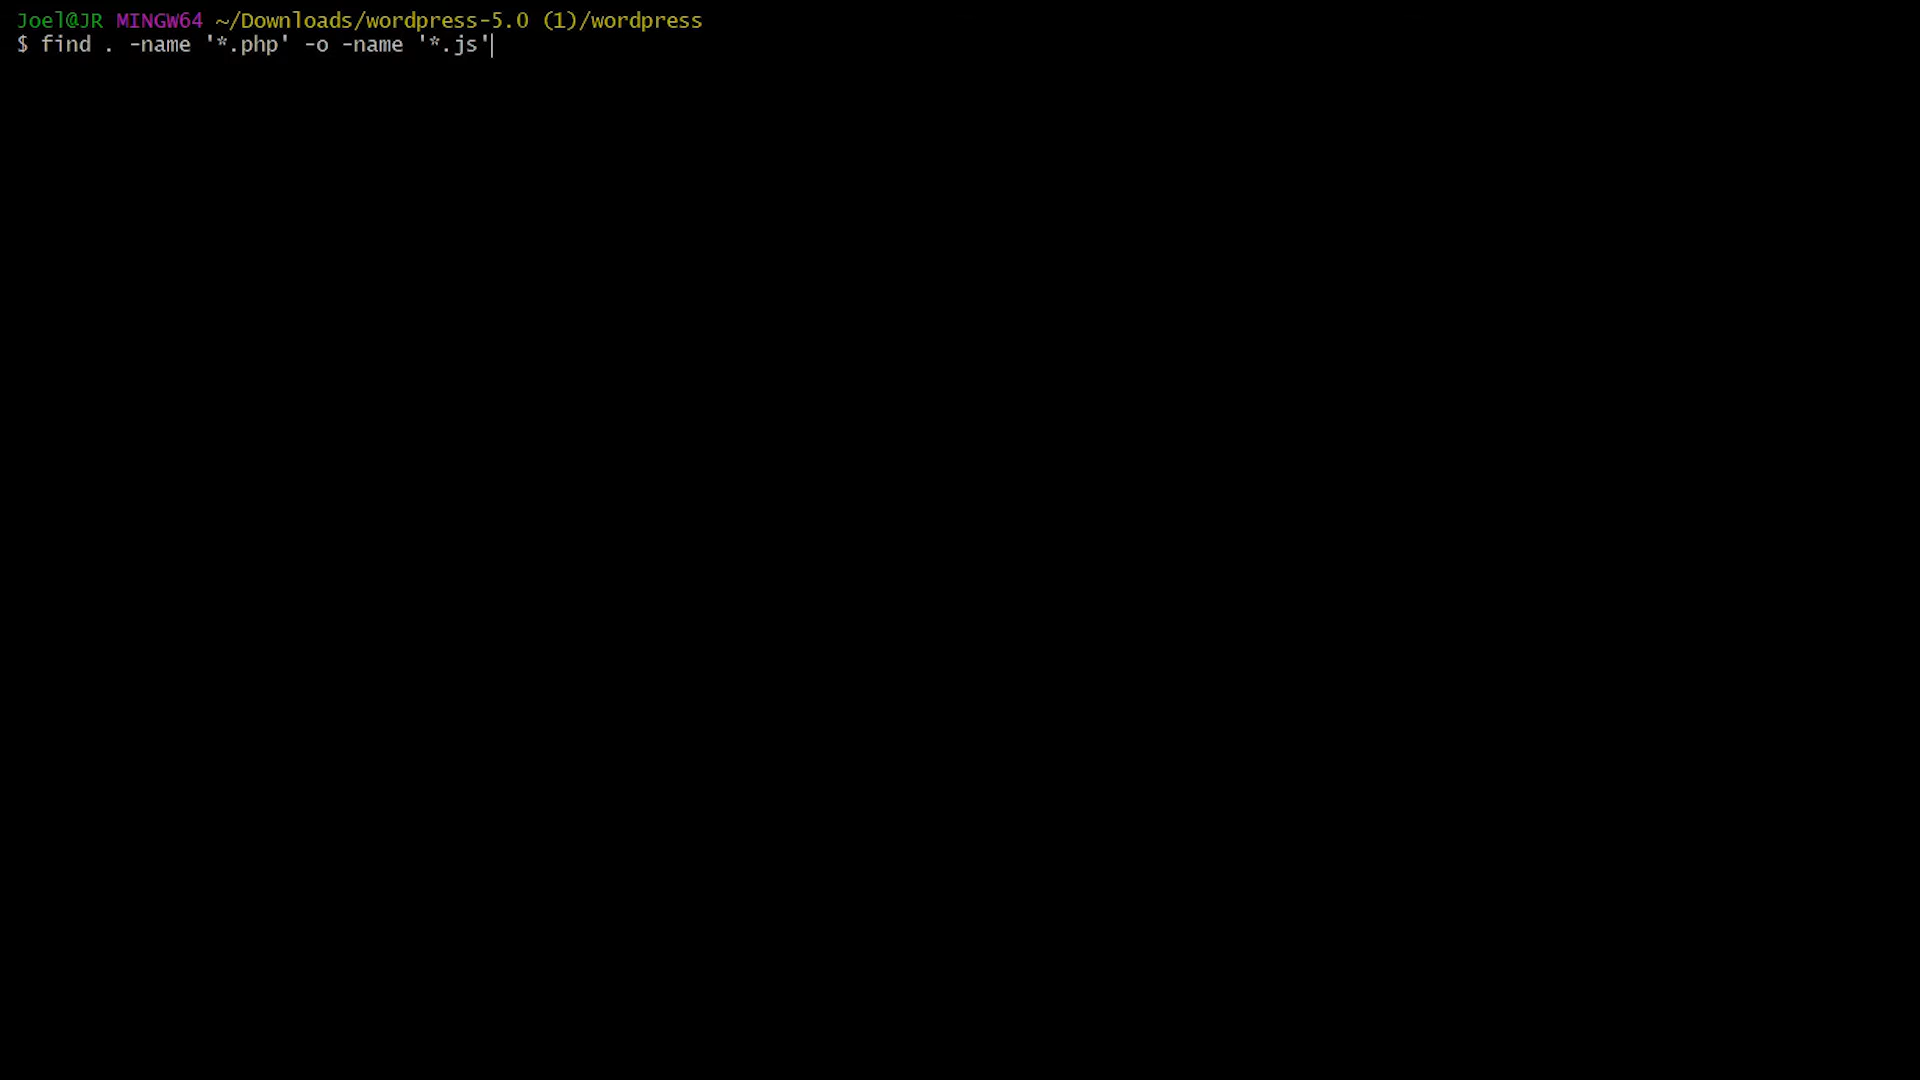 Joel@JR MINGW64 ~/Downloads/wordpress-5.0 (1)/wordpress
$ find . -name '*.php' -o -name '*.js'